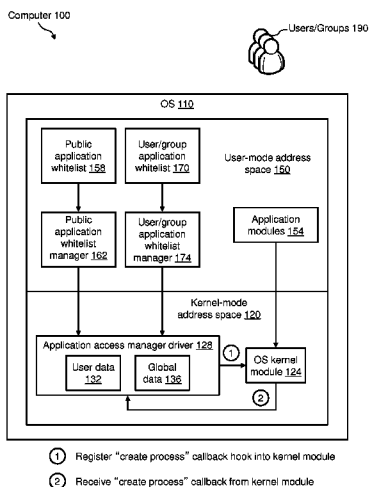 Computer 100
Users/Groups 190
OS 110
Public
application
whitelist 158
User/group
application
whitelist 170
User-mode address
space 150
Public
application
whitelist
manager 162
User/group
application
whitelist
manager 174
Application
modules 154
Kernel-mode
address space 120
Application access manager driver 128
User data
132
Global
data 136
1
OS kernel
module 124
2
1 Register “create process” callback hook into kernel module
2 Receive “create process” callback from kernel module